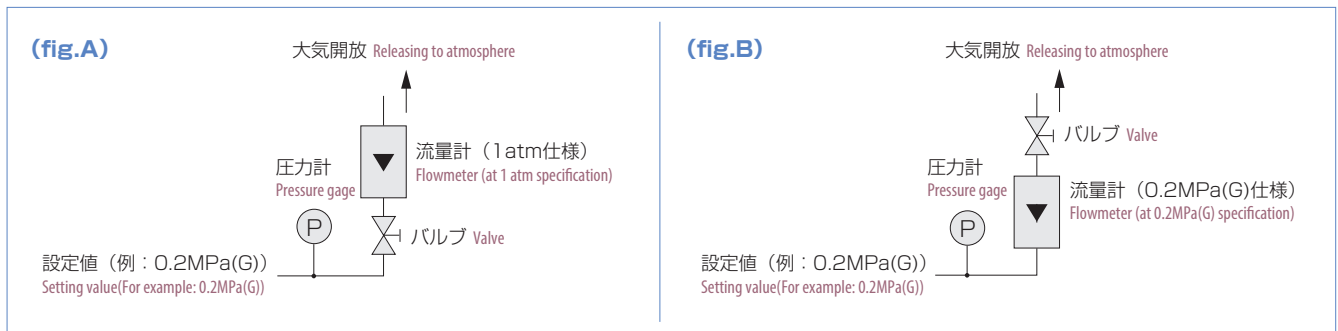 (fig.A)
大気開放 Releasing to atmosphere
流量計（1atm仕様）
Flowmeter (at 1 atm specification)
圧力計
Pressure gage
P
バルブ Valve
設定値（例：0.2MPa(G)）
Setting value(For example: 0.2MPa(G))
(fig.B)
大気開放 Releasing to atmosphere
バルブ Valve
圧力計
Pressure gage
流量計（0.2MPa(G)仕様）
Flowmeter (at 0.2MPa(G) specification)
P
設定値（例：0.2MPa(G)）
Setting value(For example: 0.2MPa(G))